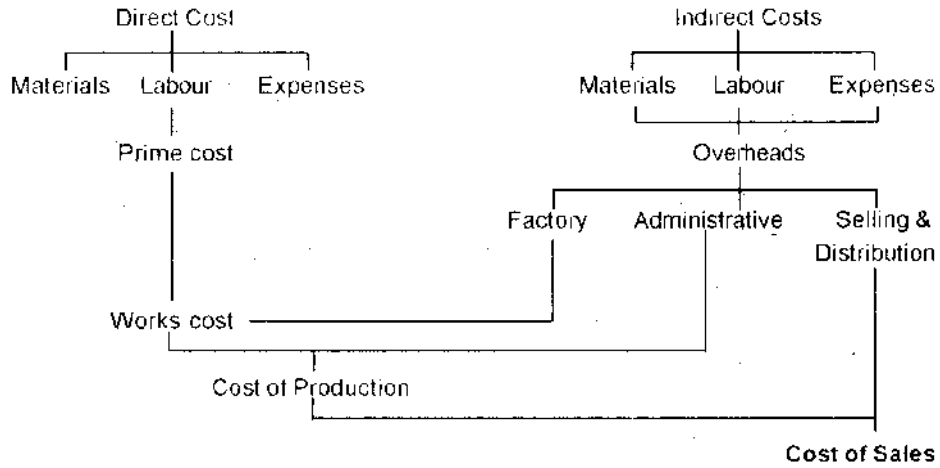 Direct Cost Indirect Costs
Materials Labour Expenses Materials Labour Expenses
Prime cost Overheads
Factory Administrative Selling &
Distribution
Works cost
Cost of Production
Cost of Sales